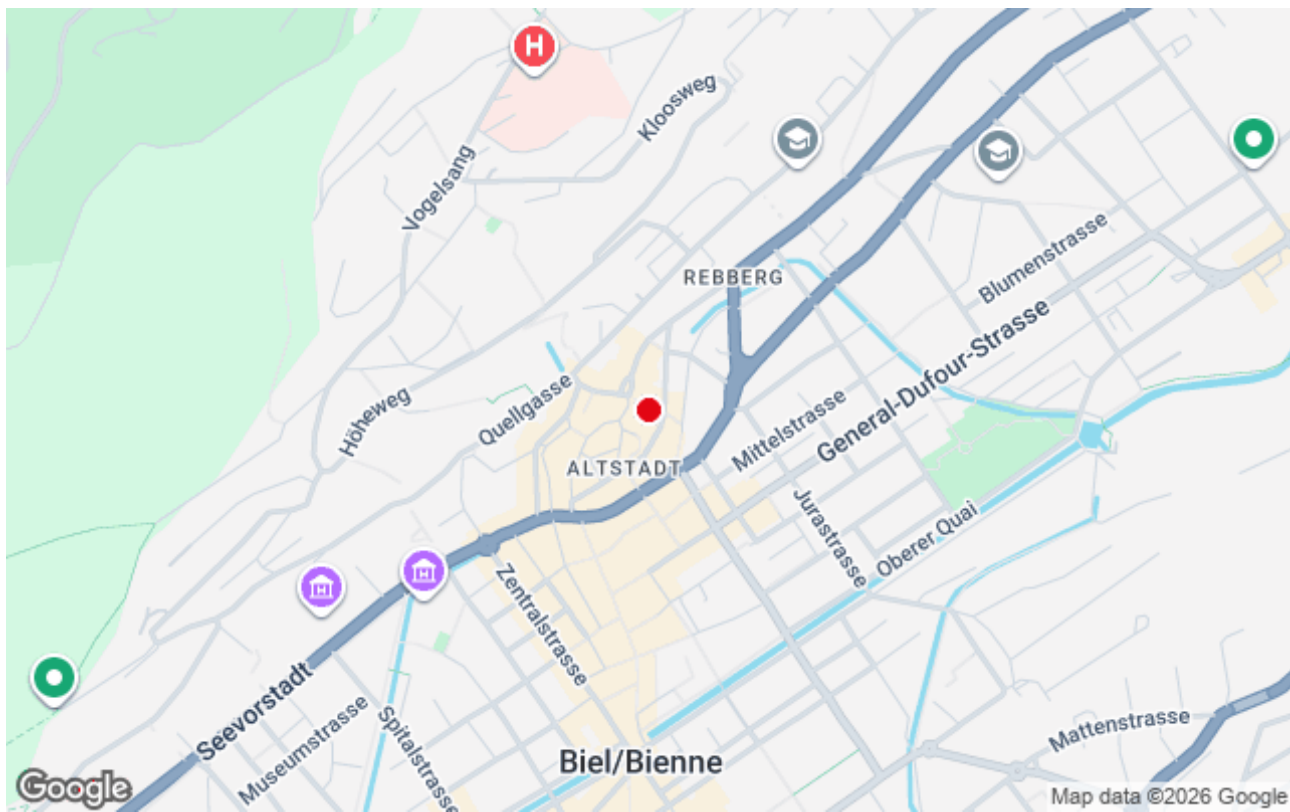 H
Kloosweg
Vogelsang
REBBERG
Blumenstrasse
General-Dufour-Strasse
Höheweg
Quellgasse
Mittelstrasse
ALTSTADT
Jurastrasse
Oberer Quai
Zentralstrasse
Seevorstadt
Museumstrasse
Spitalstrasse
Mattenstrasse
Biel/Bienne
Google
Map data ©2026 Google